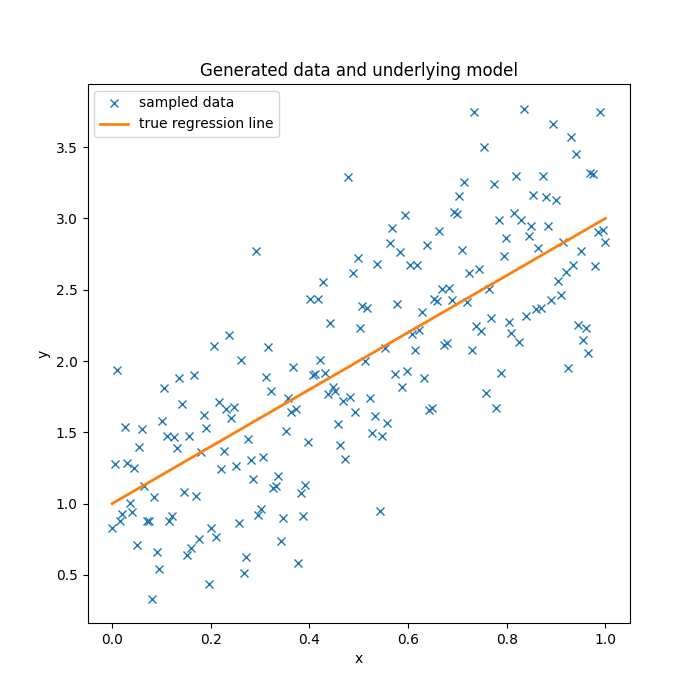 Generated data and underlying model
sampled data
true regression line
3.5
3.0
2.5
2.0
1.5
1.0
0.5
y
0.0 0.2 0.4 0.6 0.8 1.0
x